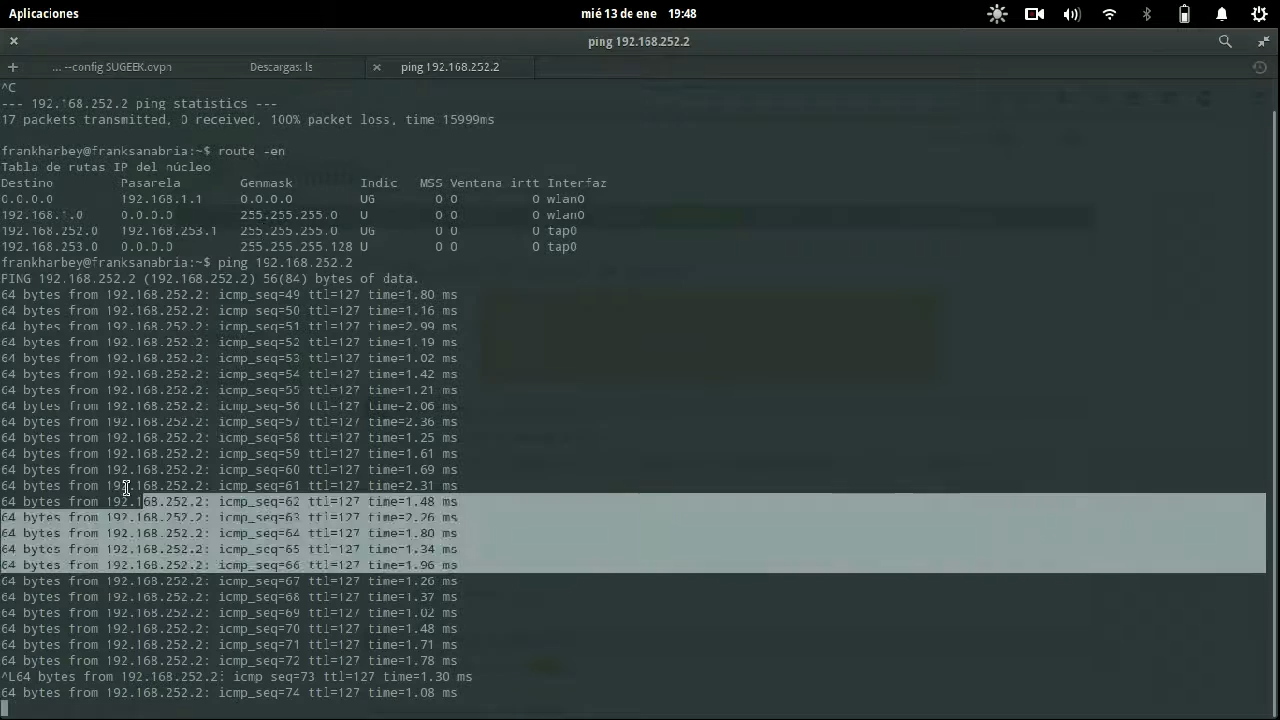 Aplicaciones
mié 13 de ene 19:48
ping 192.168.252.2
... --config SUGEEK.ovpn
Descargas: ls
ping 192.168.252.2
^C
--- 192.168.252.2 ping statistics ---
17 packets transmitted, 0 received, 100% packet loss, time 15999ms
frankharbey@franksanabria:~$ route -en
Tabla de rutas IP del núcleo
Destino Pasarela Genmask Indic MSS Ventana irtt Interfaz
0.0.0.0 192.168.1.1 0.0.0.0 UG 0 0 0 wlan0
192.168.1.0 0.0.0.0 255.255.255.0 U 0 0 0 wlan0
192.168.252.0 192.168.253.1 255.255.255.0 UG 0 0 0 tap0
192.168.253.0 0.0.0.0 255.255.255.128 U 0 0 0 tap0
frankharbey@franksanabria:~$ ping 192.168.252.2
PING 192.168.252.2 (192.168.252.2) 56(84) bytes of data.
64 bytes from 192.168.252.2: icmp_seq=49 ttl=127 time=1.80 ms
64 bytes from 192.168.252.2: icmp_seq=50 ttl=127 time=1.16 ms
64 bytes from 192.168.252.2: icmp_seq=51 ttl=127 time=2.99 ms
64 bytes from 192.168.252.2: icmp_seq=52 ttl=127 time=1.19 ms
64 bytes from 192.168.252.2: icmp_seq=53 ttl=127 time=1.02 ms
64 bytes from 192.168.252.2: icmp_seq=54 ttl=127 time=1.42 ms
64 bytes from 192.168.252.2: icmp_seq=55 ttl=127 time=1.21 ms
64 bytes from 192.168.252.2: icmp_seq=56 ttl=127 time=2.06 ms
64 bytes from 192.168.252.2: icmp_seq=57 ttl=127 time=2.36 ms
64 bytes from 192.168.252.2: icmp_seq=58 ttl=127 time=1.25 ms
64 bytes from 192.168.252.2: icmp_seq=59 ttl=127 time=1.61 ms
64 bytes from 192.168.252.2: icmp_seq=60 ttl=127 time=1.69 ms
64 bytes from 192.168.252.2: icmp_seq=61 ttl=127 time=2.31 ms
64 bytes from 192.168.252.2: icmp_seq=62 ttl=127 time=1.48 ms
64 bytes from 192.168.252.2: icmp_seq=63 ttl=127 time=2.26 ms
64 bytes from 192.168.252.2: icmp_seq=64 ttl=127 time=1.80 ms
64 bytes from 192.168.252.2: icmp_seq=65 ttl=127 time=1.34 ms
64 bytes from 192.168.252.2: icmp_seq=66 ttl=127 time=1.96 ms
64 bytes from 192.168.252.2: icmp_seq=67 ttl=127 time=1.26 ms
64 bytes from 192.168.252.2: icmp_seq=68 ttl=127 time=1.37 ms
64 bytes from 192.168.252.2: icmp_seq=69 ttl=127 time=1.02 ms
64 bytes from 192.168.252.2: icmp_seq=70 ttl=127 time=1.48 ms
64 bytes from 192.168.252.2: icmp_seq=71 ttl=127 time=1.71 ms
64 bytes from 192.168.252.2: icmp_seq=72 ttl=127 time=1.78 ms
^L64 bytes from 192.168.252.2: icmp_seq=73 ttl=127 time=1.30 ms
64 bytes from 192.168.252.2: icmp_seq=74 ttl=127 time=1.08 ms